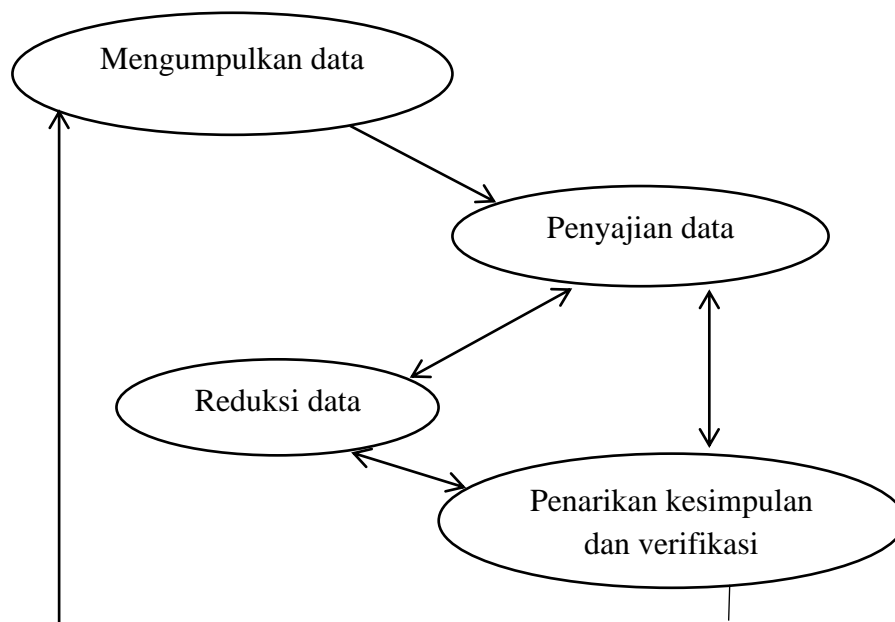 Mengumpulkan data
Penyajian data
Reduksi data
Penarikan kesimpulan
dan verifikasi